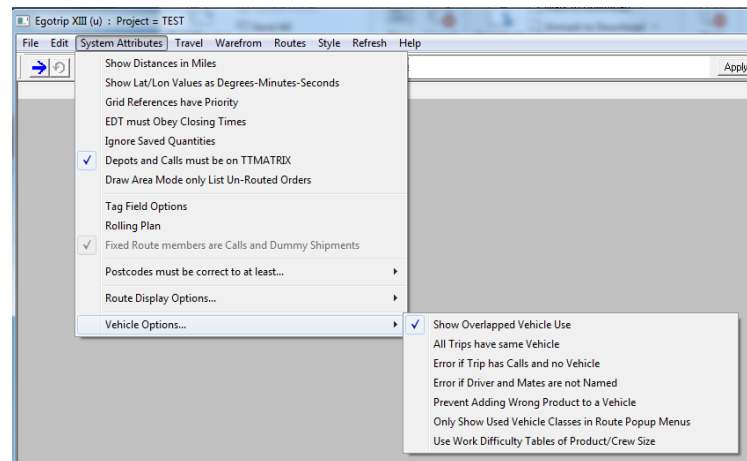 Egotrip XIII (u) : Project = TEST
File Edit System Attributes Travel Warefrom Routes Style Refresh Help
Apply
Show Distances in Miles
Show Lat/Lon Values as Degrees-Minutes-Seconds
Grid References have Priority
EDT must Obey Closing Times
Ignore Saved Quantities
Depots and Calls must be on TTMATRIX
Draw Area Mode only List Un-Routed Orders
Tag Field Options
Rolling Plan
Fixed Route members are Calls and Dummy Shipments
Postcodes must be correct to at least...
Route Display Options...
Vehicle Options...
Show Overlapped Vehicle Use
All Trips have same Vehicle
Error if Trip has Calls and no Vehicle
Error if Driver and Mates are not Named
Prevent Adding Wrong Product to a Vehicle
Only Show Used Vehicle Classes in Route Popup Menus
Use Work Difficulty Tables of Product/Crew Size